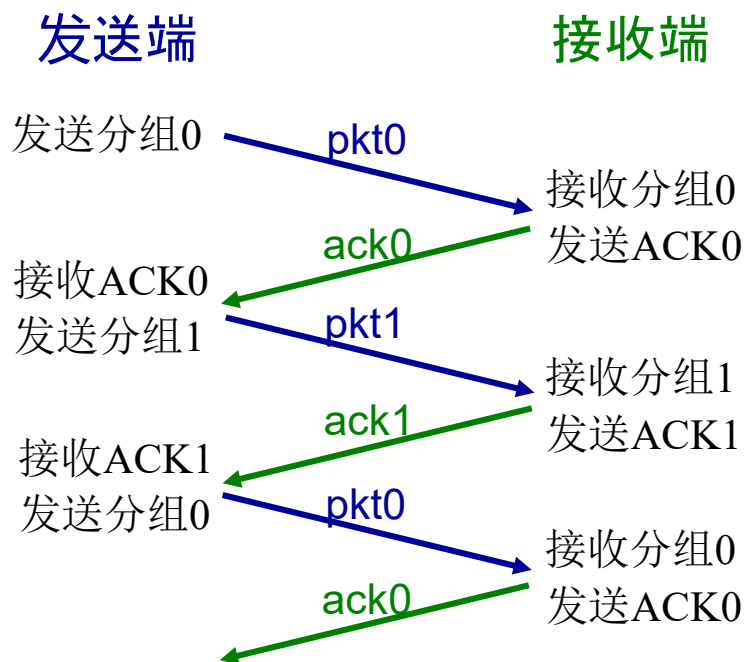 发送端
接收端
发送分组0
pkt0
接收分组0
发送ACK0
ack0
接收ACK0
发送分组1
pkt1
接收分组1
发送ACK1
ack1
接收ACK1
发送分组0
pkt0
接收分组0
发送ACK0
ack0